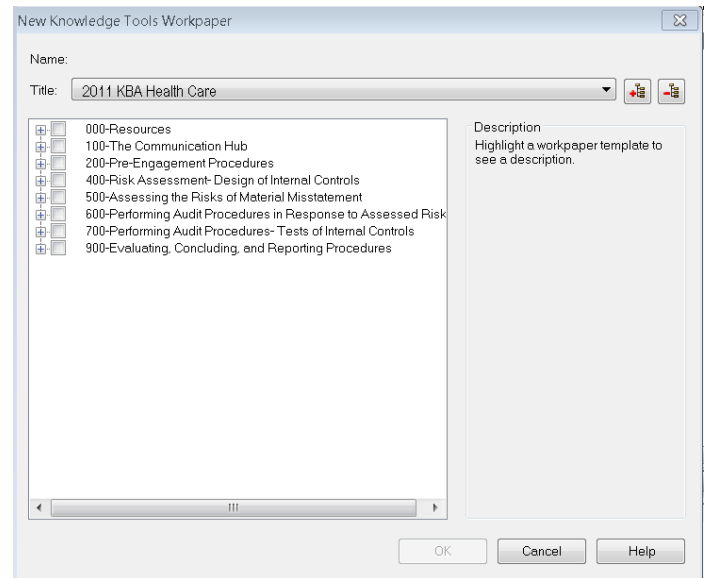 New Knowledge Tools Workpaper
Name:
Title: 2011 KBA Health Care
000-Resources
100-The Communication Hub
200-Pre-Engagement Procedures
400-Risk Assessment- Design of Internal Controls
500-Assessing the Risks of Material Misstatement
600-Performing Audit Procedures in Response to Assessed Risk
700-Performing Audit Procedures- Tests of Internal Controls
900-Evaluating, Concluding, and Reporting Procedures
Description
Highlight a workpaper template to
see a description.
OK Cancel Help